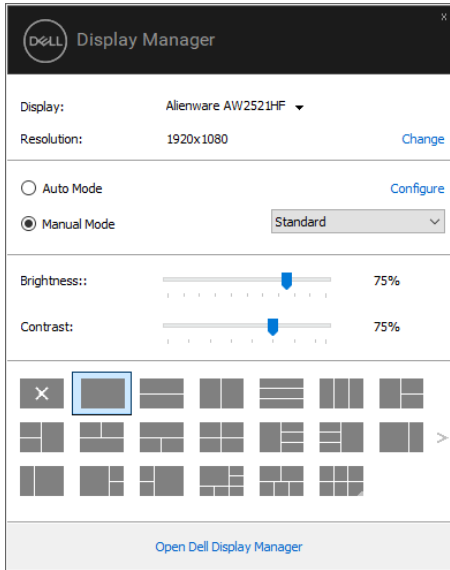 x
DELL Display Manager
Display: Alienware AW2521HF
Resolution: 1920x1080 Change
Auto Mode Configure
Manual Mode Standard
Brightness:: 75%
Contrast: 75%
Open Dell Display Manager